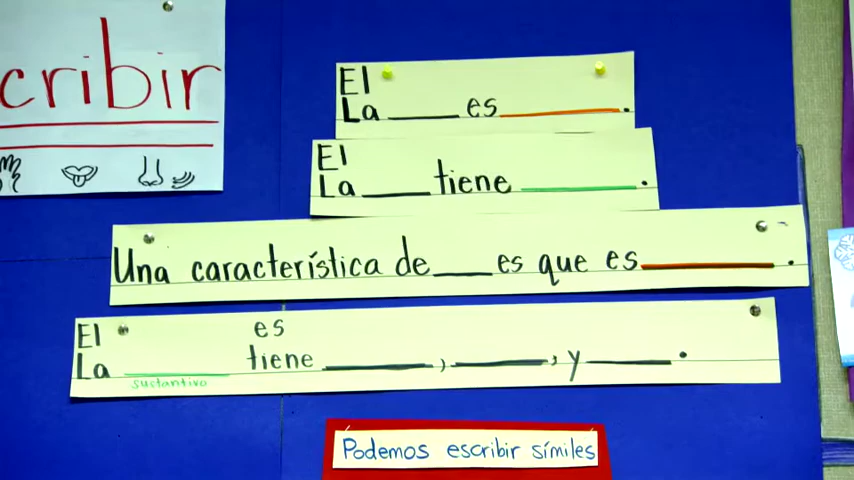 cribir
El
La ____ es ____.
El
La ____ tiene ____.
Una característica de ____ es que es ____.
El es
La ____ tiene ____, ____, y ____.
sustantivo
Podemos escribir símiles